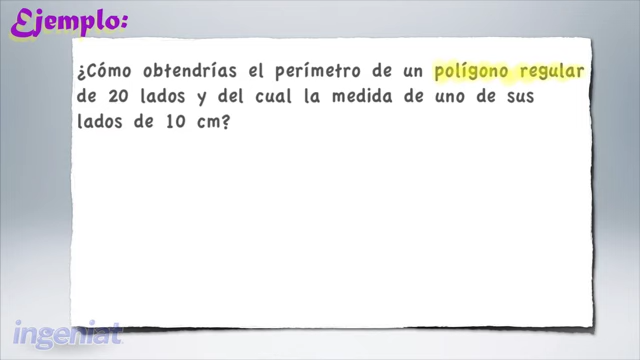 Ejemplo:
¿Cómo obtendrías el perímetro de un polígono regular
de 20 lados y del cual la medida de uno de sus
lados de 10 cm?
ingeniat